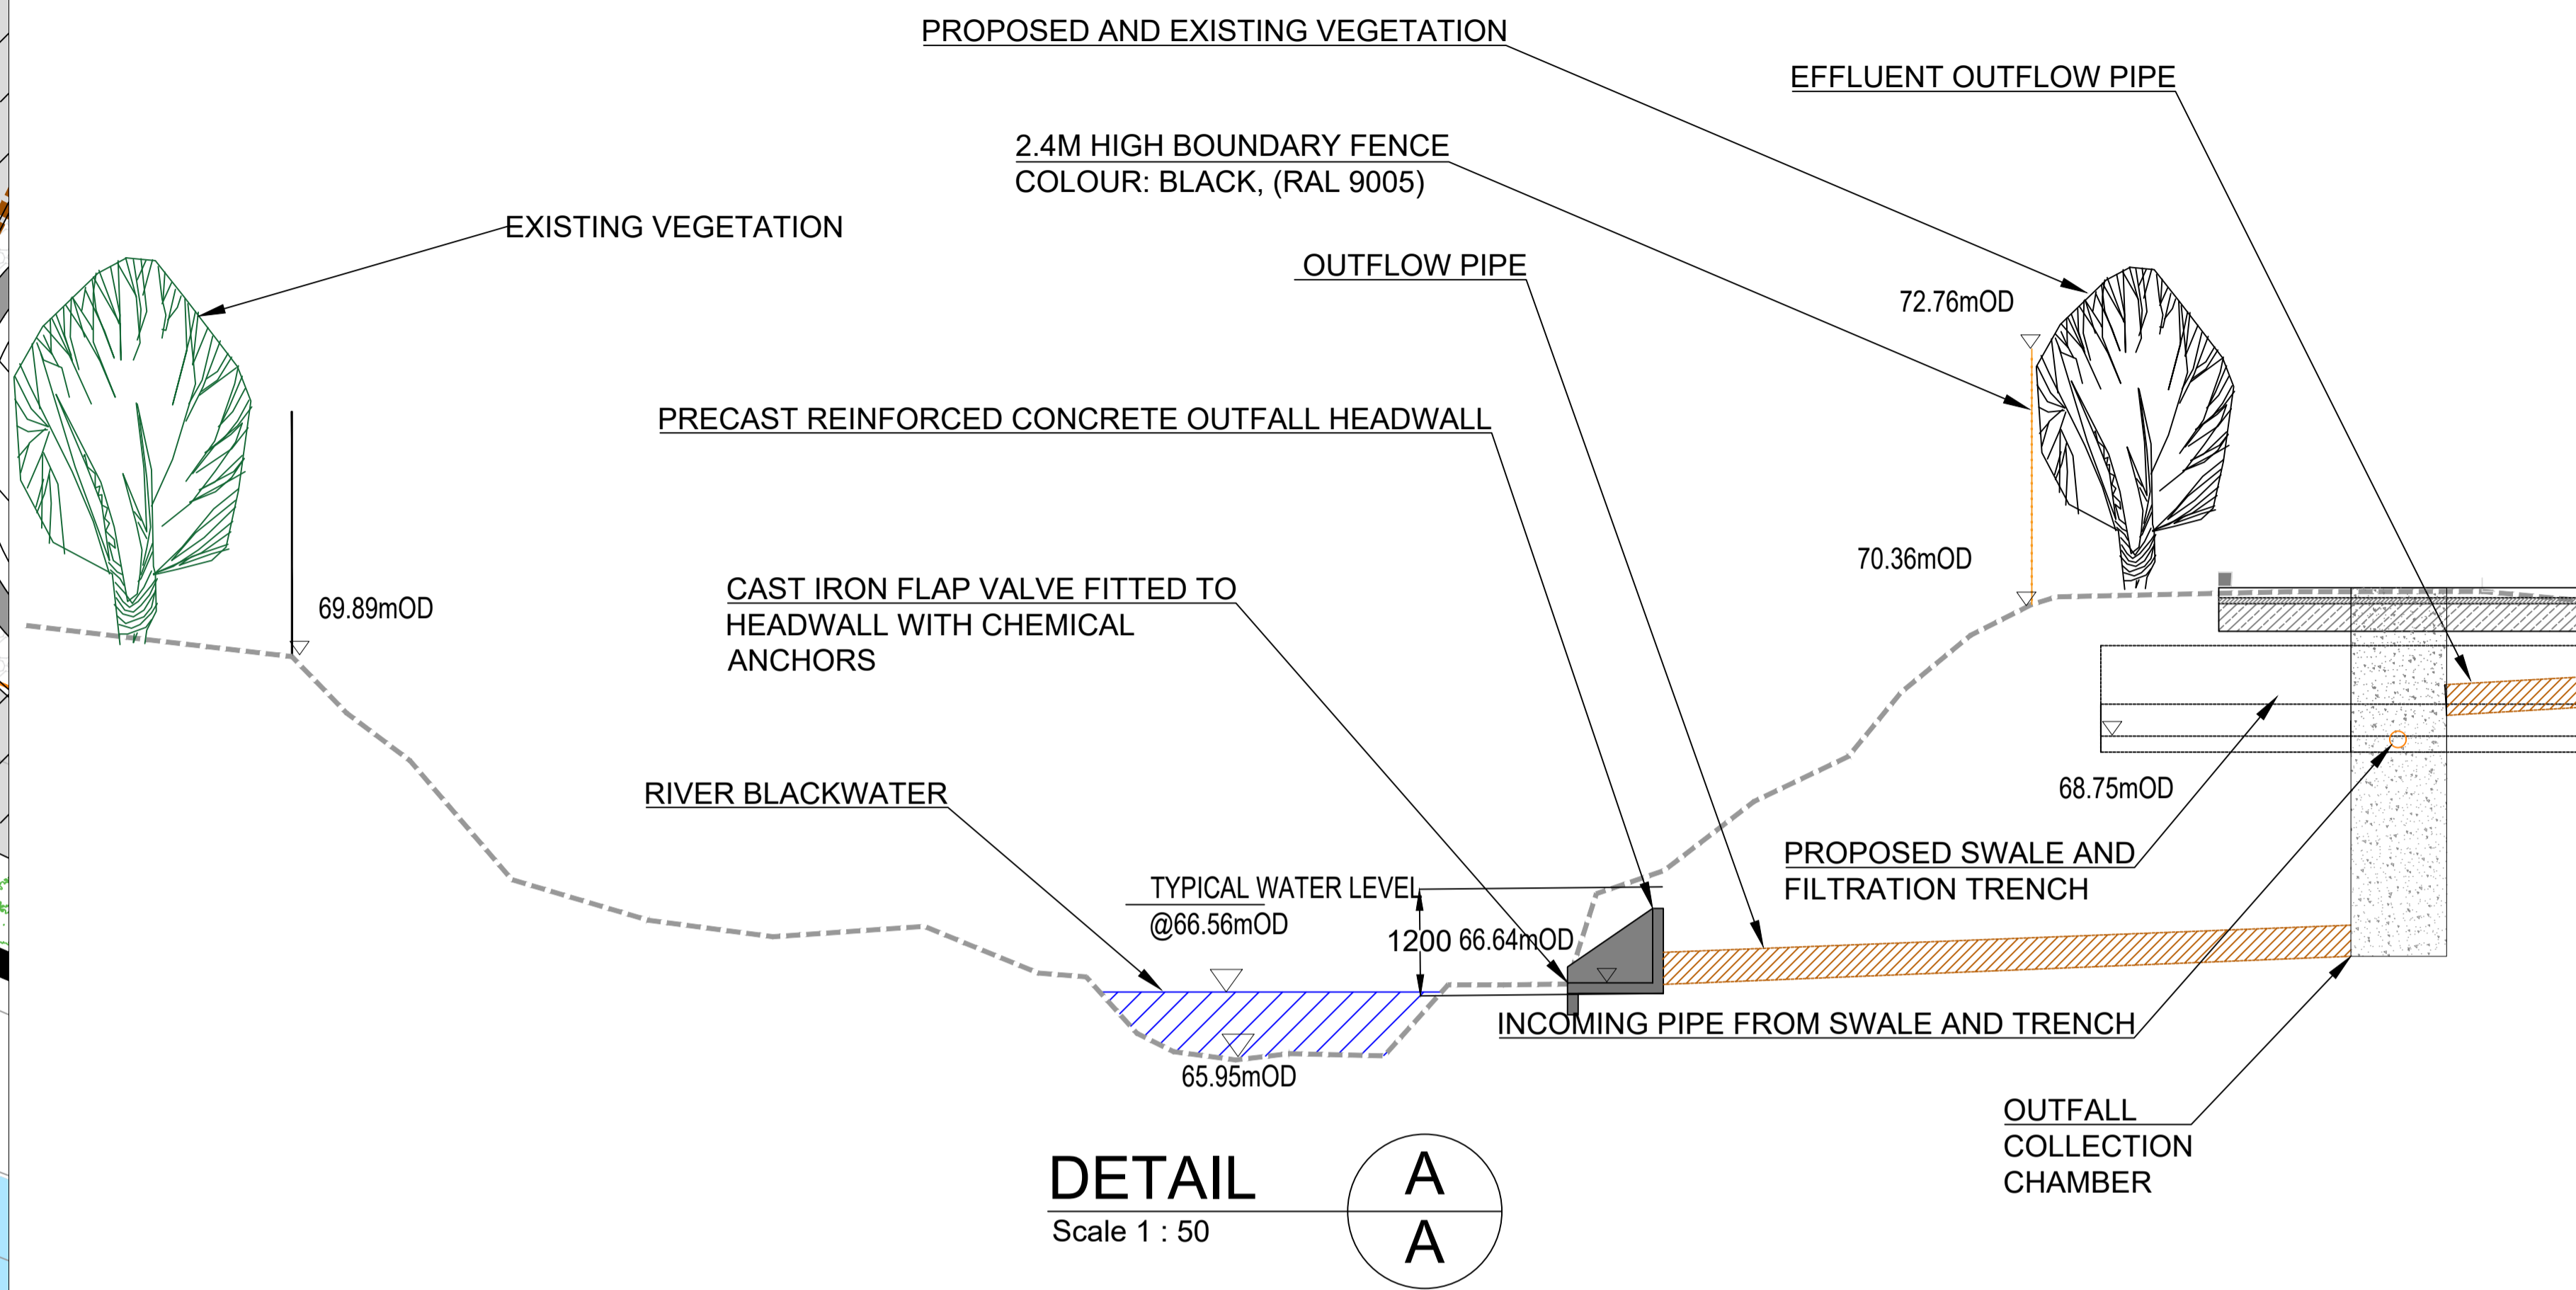 PROPOSED AND EXISTING VEGETATION
EFFLUENT OUTFLOW PIPE
2.4M HIGH BOUNDARY FENCE
COLOUR: BLACK, (RAL 9005)
EXISTING VEGETATION
OUTFLOW PIPE
72.76mOD
PRECAST REINFORCED CONCRETE OUTFALL HEADWALL
70.36mOD
69.89mOD
CAST IRON FLAP VALVE FITTED TO
HEADWALL WITH CHEMICAL
ANCHORS
RIVER BLACKWATER
68.75mOD
PROPOSED SWALE AND
FILTRATION TRENCH
TYPICAL WATER LEVEL
@66.56mOD
1200 66.64mOD
INCOMING PIPE FROM SWALE AND TRENCH
65.95mOD
OUTFALL
COLLECTION
CHAMBER
DETAIL
Scale 1 : 50
A
A